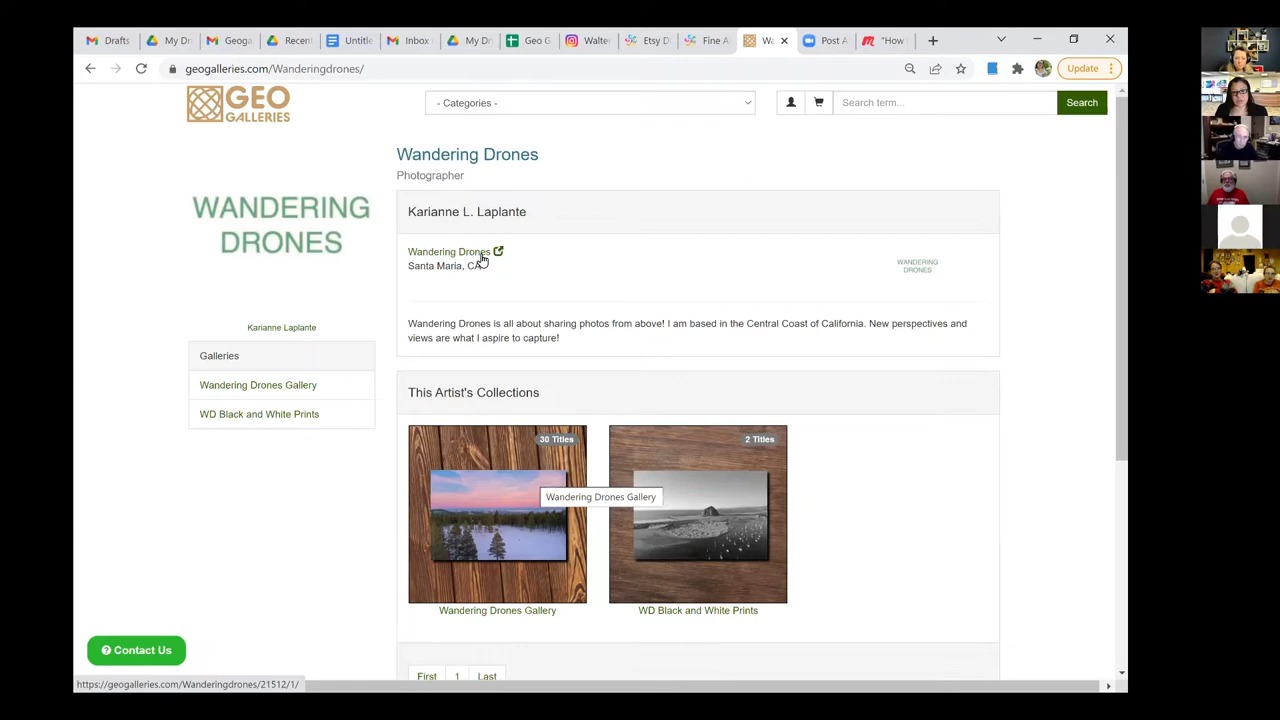 Drafts
My Dr
Geoga
Recent
Untitle
Inbox
My Dr
Geo G
Walter
Etsy D
Fine A
Wa
Post A
"How
geogalleries.com/Wanderingdrones/
Update
GEO
GALLERIES
- Categories -
Search term...
Search
WANDERING
DRONES
Karianne Laplante
Galleries
Wandering Drones Gallery
WD Black and White Prints
Wandering Drones
Photographer
Karianne L. Laplante
Wandering Drones
Santa Maria, CA
WANDERING
DRONES
Wandering Drones is all about sharing photos from above! I am based in the Central Coast of California. New perspectives and
views are what I aspire to capture!
This Artist's Collections
30 Titles
2 Titles
Wandering Drones Gallery
Wandering Drones Gallery
WD Black and White Prints
First
1
Last
Contact Us
https://geogalleries.com/Wanderingdrones/21512/1/